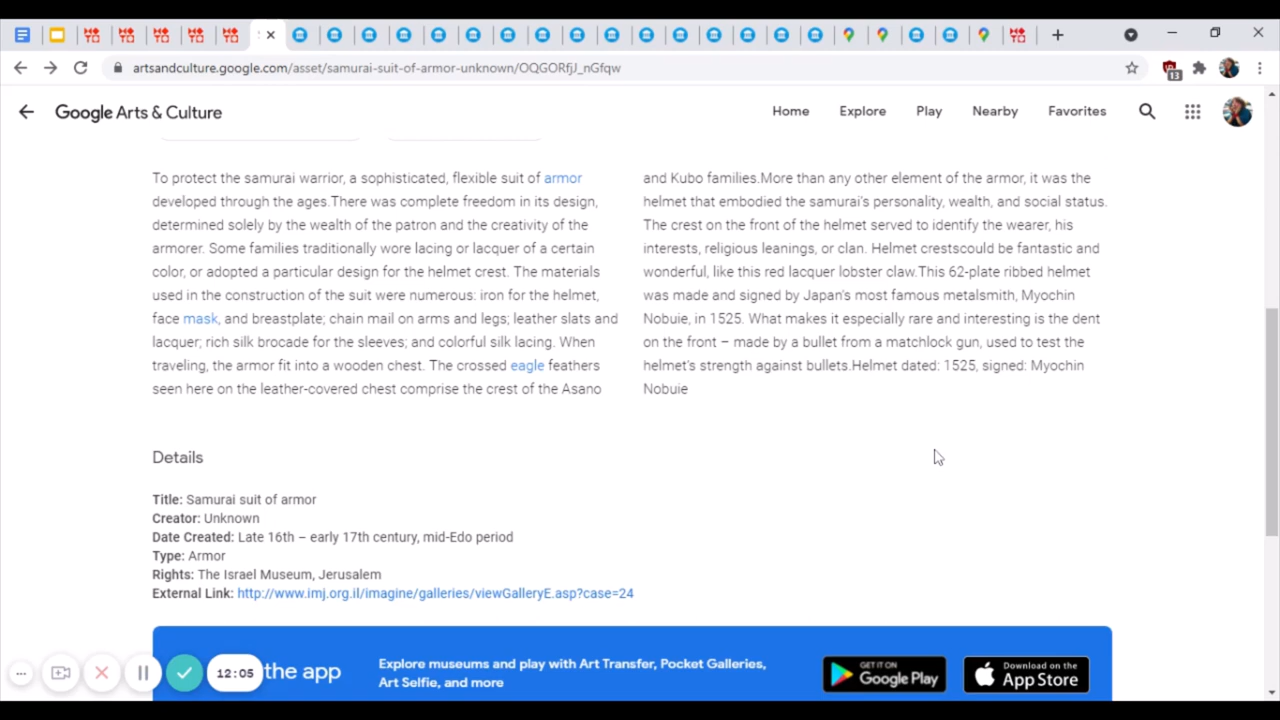 artsandculture.google.com/asset/samurai-suit-of-armor-unknown/OQGORfjJ_nGfqw
13
Google Arts & Culture
Home Explore Play Nearby Favorites
To protect the samurai warrior, a sophisticated, flexible suit of armor
developed through the ages.There was complete freedom in its design,
determined solely by the wealth of the patron and the creativity of the
armorer. Some families traditionally wore lacing or lacquer of a certain
color, or adopted a particular design for the helmet crest. The materials
used in the construction of the suit were numerous: iron for the helmet,
face mask, and breastplate; chain mail on arms and legs; leather slats and
lacquer; rich silk brocade for the sleeves; and colorful silk lacing. When
traveling, the armor fit into a wooden chest. The crossed eagle feathers
seen here on the leather-covered chest comprise the crest of the Asano
and Kubo families.More than any other element of the armor, it was the
helmet that embodied the samurai's personality, wealth, and social status.
The crest on the front of the helmet served to identify the wearer, his
interests, religious leanings, or clan. Helmet crestscould be fantastic and
wonderful, like this red lacquer lobster claw.This 62-plate ribbed helmet
was made and signed by Japan's most famous metalsmith, Myochin
Nobuie, in 1525. What makes it especially rare and interesting is the dent
on the front – made by a bullet from a matchlock gun, used to test the
helmet's strength against bullets.Helmet dated: 1525, signed: Myochin
Nobuie
Details
Title: Samurai suit of armor
Creator: Unknown
Date Created: Late 16th – early 17th century, mid-Edo period
Type: Armor
Rights: The Israel Museum, Jerusalem
External Link: http://www.imj.org.il/imagine/galleries/viewGalleryE.asp?case=24
12:05
the app
Explore museums and play with Art Transfer, Pocket Galleries,
Art Selfie, and more
GET IT ON
Google Play
Download on the
App Store